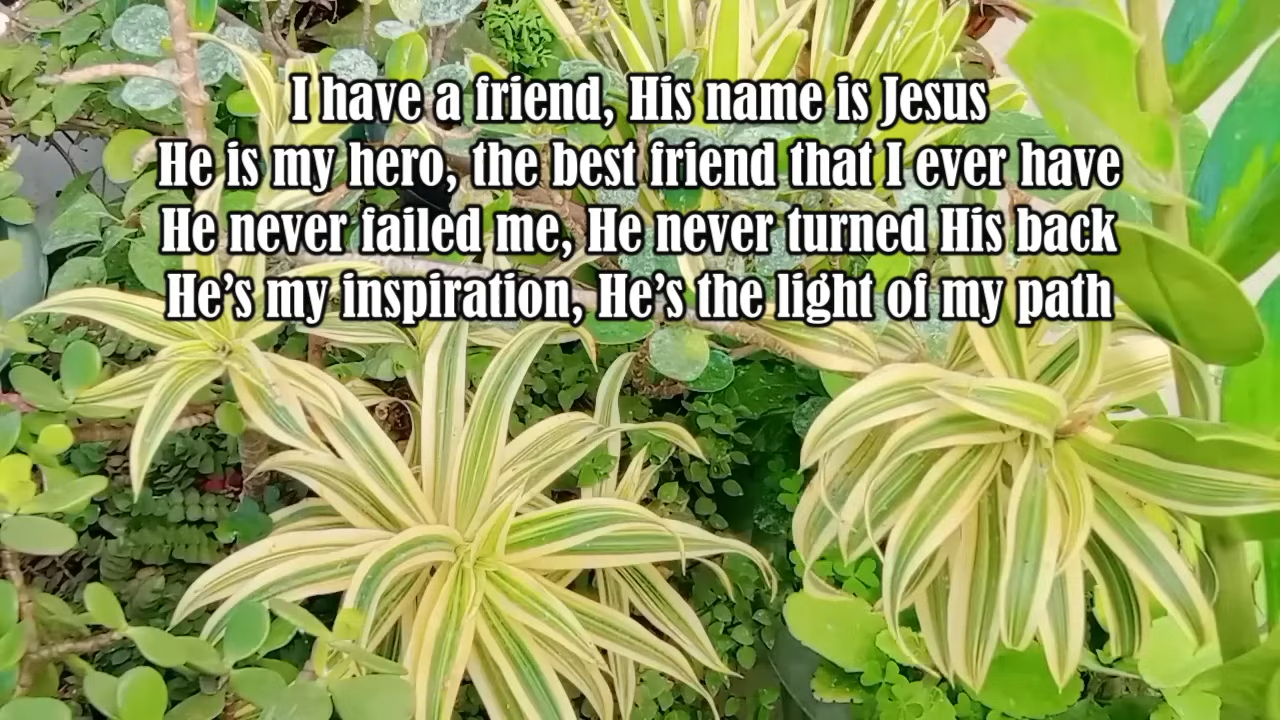 I have a friend, His name is Jesus
He is my hero, the best friend that I ever have
He never failed me, He never turned His back
He’s my inspiration, He’s the light of my path